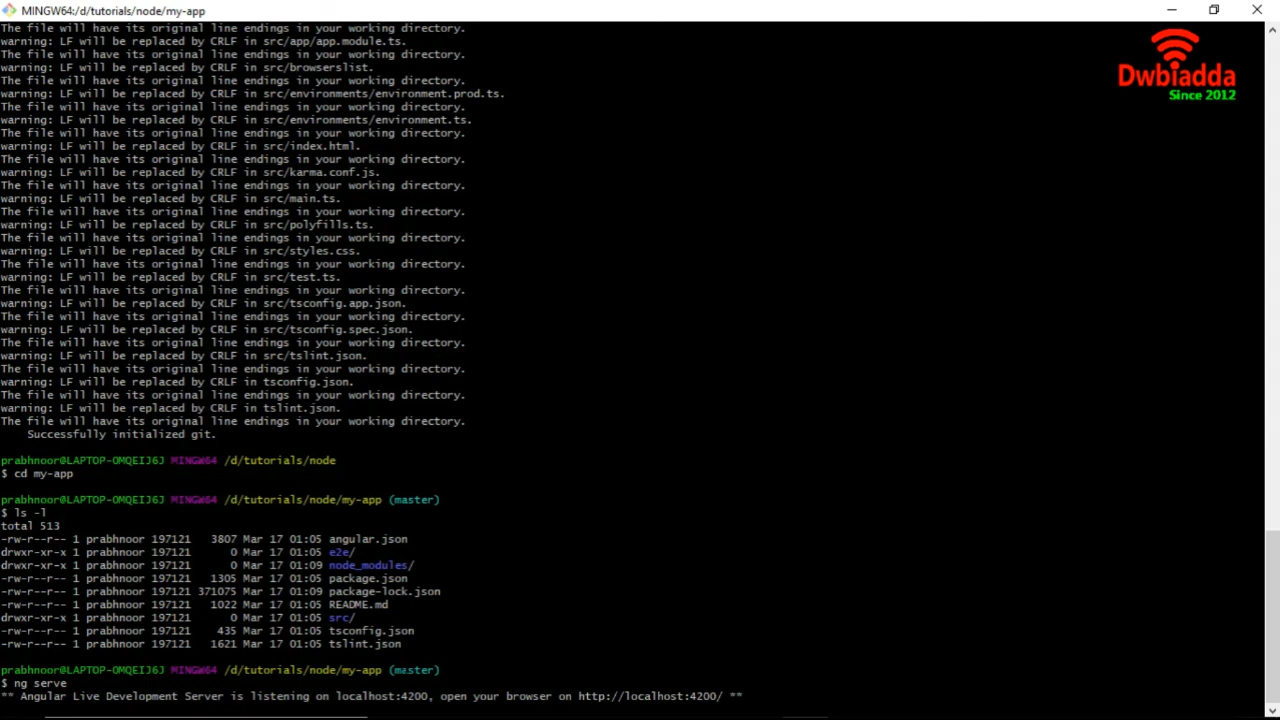 MINGW64:/d/tutorials/node/my-app
The file will have its original line endings in your working directory.
warning: LF will be replaced by CRLF in src/app/app.module.ts.
The file will have its original line endings in your working directory.
warning: LF will be replaced by CRLF in src/browserslist.
The file will have its original line endings in your working directory.
warning: LF will be replaced by CRLF in src/environments/environment.prod.ts.
The file will have its original line endings in your working directory.
warning: LF will be replaced by CRLF in src/environments/environment.ts.
The file will have its original line endings in your working directory.
warning: LF will be replaced by CRLF in src/index.html.
The file will have its original line endings in your working directory.
warning: LF will be replaced by CRLF in src/karma.conf.js.
The file will have its original line endings in your working directory.
warning: LF will be replaced by CRLF in src/main.ts.
The file will have its original line endings in your working directory.
warning: LF will be replaced by CRLF in src/polyfills.ts.
The file will have its original line endings in your working directory.
warning: LF will be replaced by CRLF in src/styles.css.
The file will have its original line endings in your working directory.
warning: LF will be replaced by CRLF in src/test.ts.
The file will have its original line endings in your working directory.
warning: LF will be replaced by CRLF in src/tsconfig.app.json.
The file will have its original line endings in your working directory.
warning: LF will be replaced by CRLF in src/tsconfig.spec.json.
The file will have its original line endings in your working directory.
warning: LF will be replaced by CRLF in src/tslint.json.
The file will have its original line endings in your working directory.
warning: LF will be replaced by CRLF in tsconfig.json.
The file will have its original line endings in your working directory.
warning: LF will be replaced by CRLF in tslint.json.
The file will have its original line endings in your working directory.
Successfully initialized git.
prabhnoor@LAPTOP-OMQEIJ6J MINGW64 /d/tutorials/node
$ cd my-app
prabhnoor@LAPTOP-OMQEIJ6J MINGW64 /d/tutorials/node/my-app (master)
$ ls -l
total 513
-rw-r--r-- 1 prabhnoor 197121 3807 Mar 17 01:05 angular.json
drwxr-xr-x 1 prabhnoor 197121 0 Mar 17 01:05 e2e/
drwxr-xr-x 1 prabhnoor 197121 0 Mar 17 01:09 node_modules/
-rw-r--r-- 1 prabhnoor 197121 1305 Mar 17 01:05 package.json
-rw-r--r-- 1 prabhnoor 197121 371075 Mar 17 01:09 package-lock.json
-rw-r--r-- 1 prabhnoor 197121 1022 Mar 17 01:05 README.md
drwxr-xr-x 1 prabhnoor 197121 0 Mar 17 01:05 src/
-rw-r--r-- 1 prabhnoor 197121 435 Mar 17 01:05 tsconfig.json
-rw-r--r-- 1 prabhnoor 197121 1621 Mar 17 01:05 tslint.json
prabhnoor@LAPTOP-OMQEIJ6J MINGW64 /d/tutorials/node/my-app (master)
$ ng serve
** Angular Live Development Server is listening on localhost:4200, open your browser on http://localhost:4200/ **
Dwbiadda
Since 2012